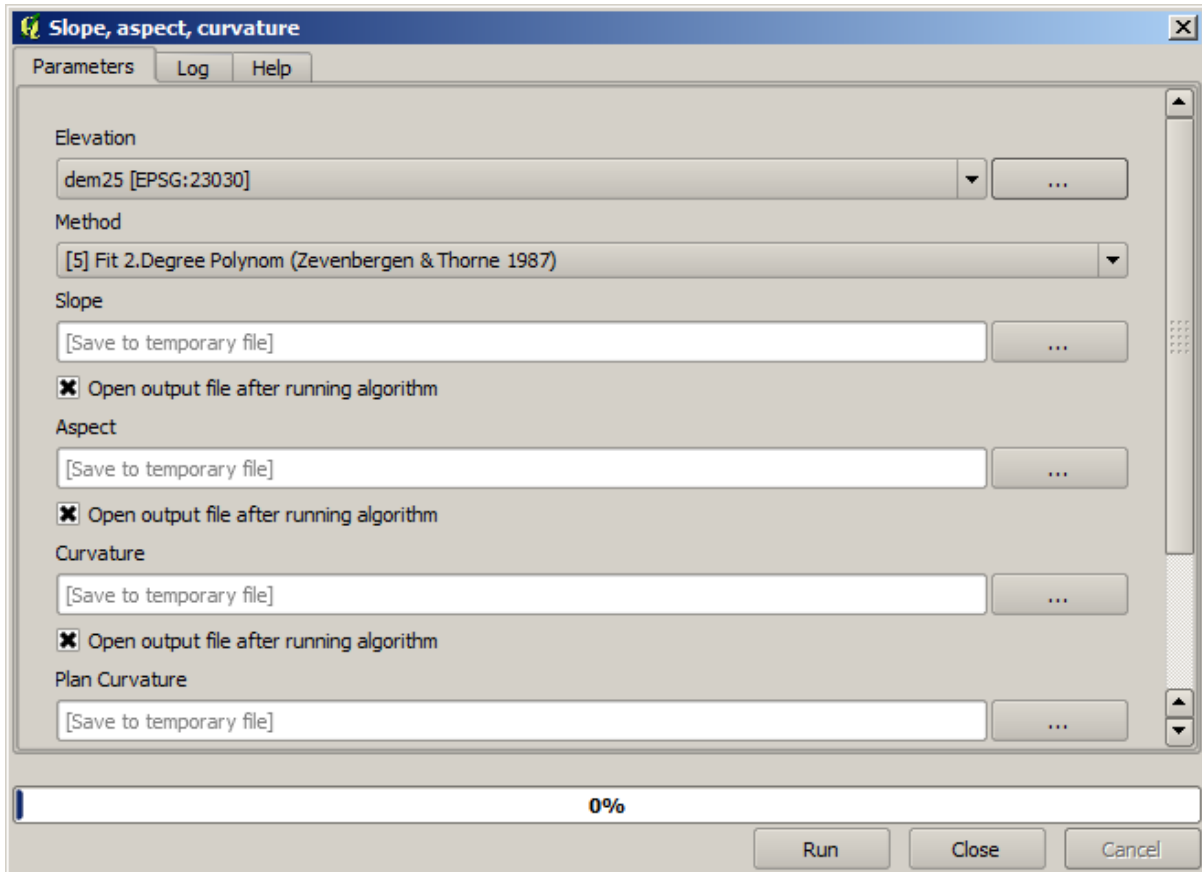 Slope, aspect, curvature
Parameters Log Help
Elevation
dem25 [EPSG:23030]
...
Method
[5] Fit 2.Degree Polynom (Zevenbergen & Thorne 1987)
Slope
[Save to temporary file]
...
Open output file after running algorithm
Aspect
[Save to temporary file]
...
Open output file after running algorithm
Curvature
[Save to temporary file]
...
Open output file after running algorithm
Plan Curvature
[Save to temporary file]
...
0%
Run Close Cancel